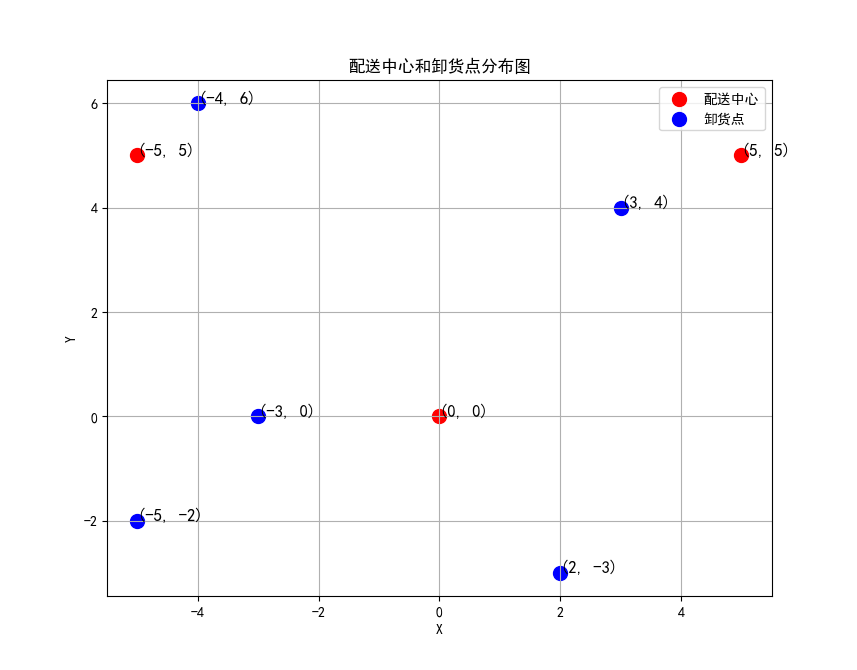 配送中心和卸货点分布图
配送中心
卸货点
(-4, 6)
(-5, 5)
(5, 5)
(3, 4)
(-3, 0)
(0, 0)
(-5, -2)
(2, -3)
6
4
2
0
-2
Y
-4 -2 0 2 4
X